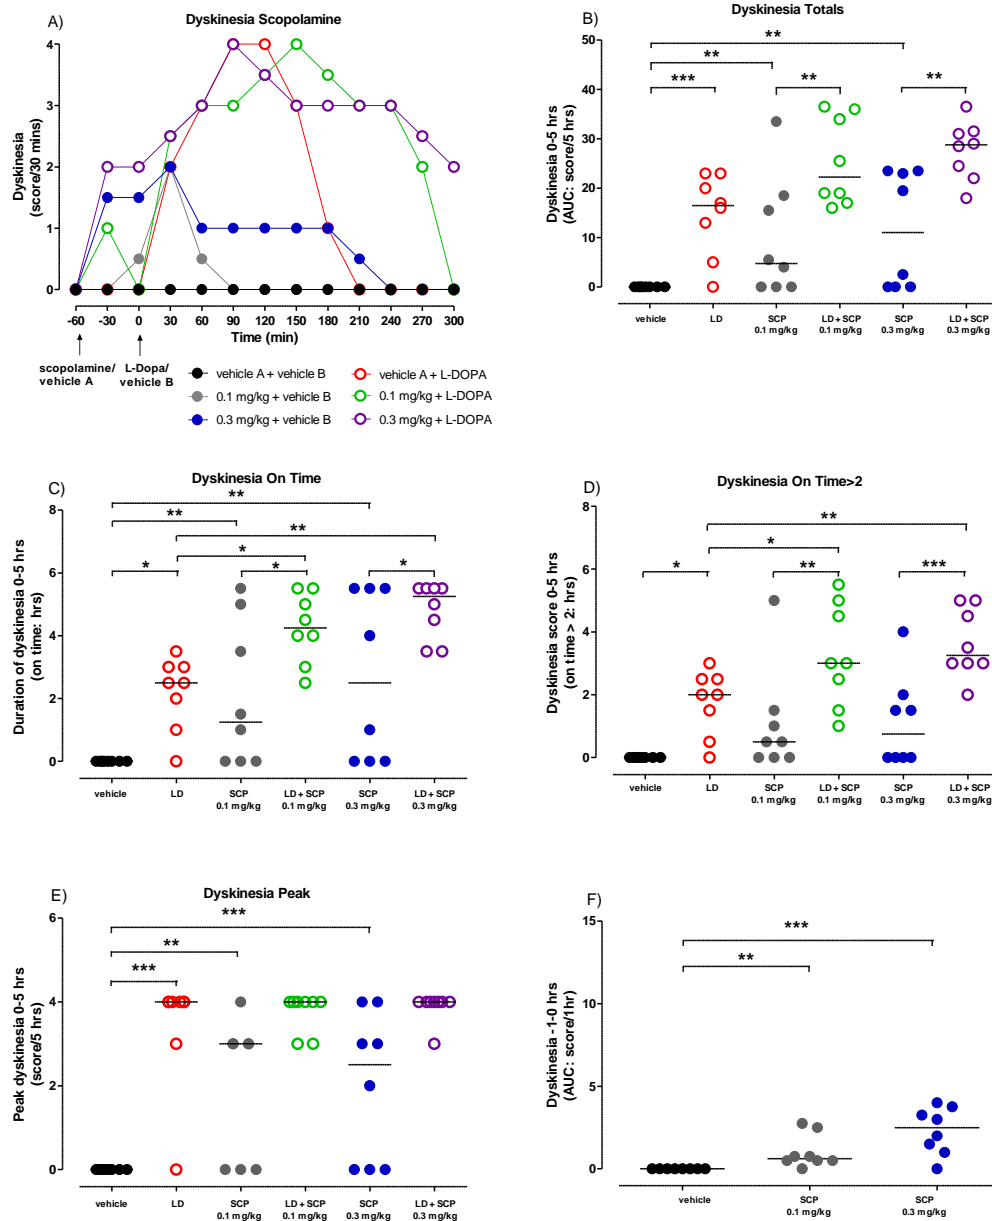 A)
Dyskinesia Scopolamine
Dyskinesia
(score/30 mins)
4
3
2
1
0
-60 -30 0 30 60 90 120 150 180 210 240 270 300
Time (min)
scopolamine/
vehicle A
L-Dopa/
vehicle B
vehicle A + vehicle B
0.1 mg/kg + vehicle B
0.3 mg/kg + vehicle B
vehicle A + L-DOPA
0.1 mg/kg + L-DOPA
0.3 mg/kg + L-DOPA
B)
Dyskinesia Totals
Dyskinesia 0-5 hrs
(AUC: score/5 hrs)
50
40
30
20
10
0
**
**
***
**
**
vehicle LD SCP LD + SCP SCP LD + SCP
0.1 mg/kg 0.1 mg/kg 0.3 mg/kg 0.3 mg/kg
C)
Dyskinesia On Time
Duration of dyskinesia 0-5 hrs
(on time: hrs)
8
6
4
2
0
**
**
**
*
*
*
*
vehicle LD SCP LD + SCP SCP LD + SCP
0.1 mg/kg 0.1 mg/kg 0.3 mg/kg 0.3 mg/kg
D)
Dyskinesia On Time>2
Dyskinesia score 0-5 hrs
(on time > 2: hrs)
8
6
4
2
0
**
*
*
**
***
vehicle LD SCP LD + SCP SCP LD + SCP
0.1 mg/kg 0.1 mg/kg 0.3 mg/kg 0.3 mg/kg
E)
Dyskinesia Peak
Peak dyskinesia 0-5 hrs
(score/5 hrs)
6
4
2
0
***
**
***
vehicle LD SCP LD + SCP SCP LD + SCP
0.1 mg/kg 0.1 mg/kg 0.3 mg/kg 0.3 mg/kg
F)
Dyskinesia -1-0 hrs
(AUC: score/1hr)
15
10
5
0
***
**
vehicle SCP SCP
0.1 mg/kg 0.3 mg/kg